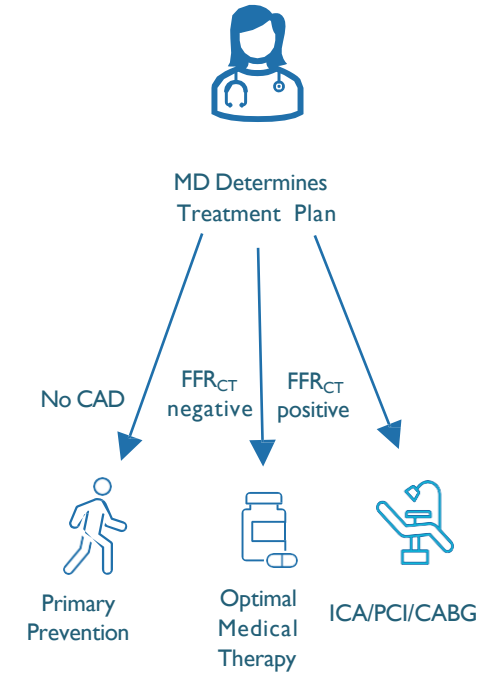 MD Determines
Treatment Plan
No CAD
FFRCT
negative
FFRCT
positive
Primary
Prevention
Optimal
Medical
Therapy
ICA/PCI/CABG